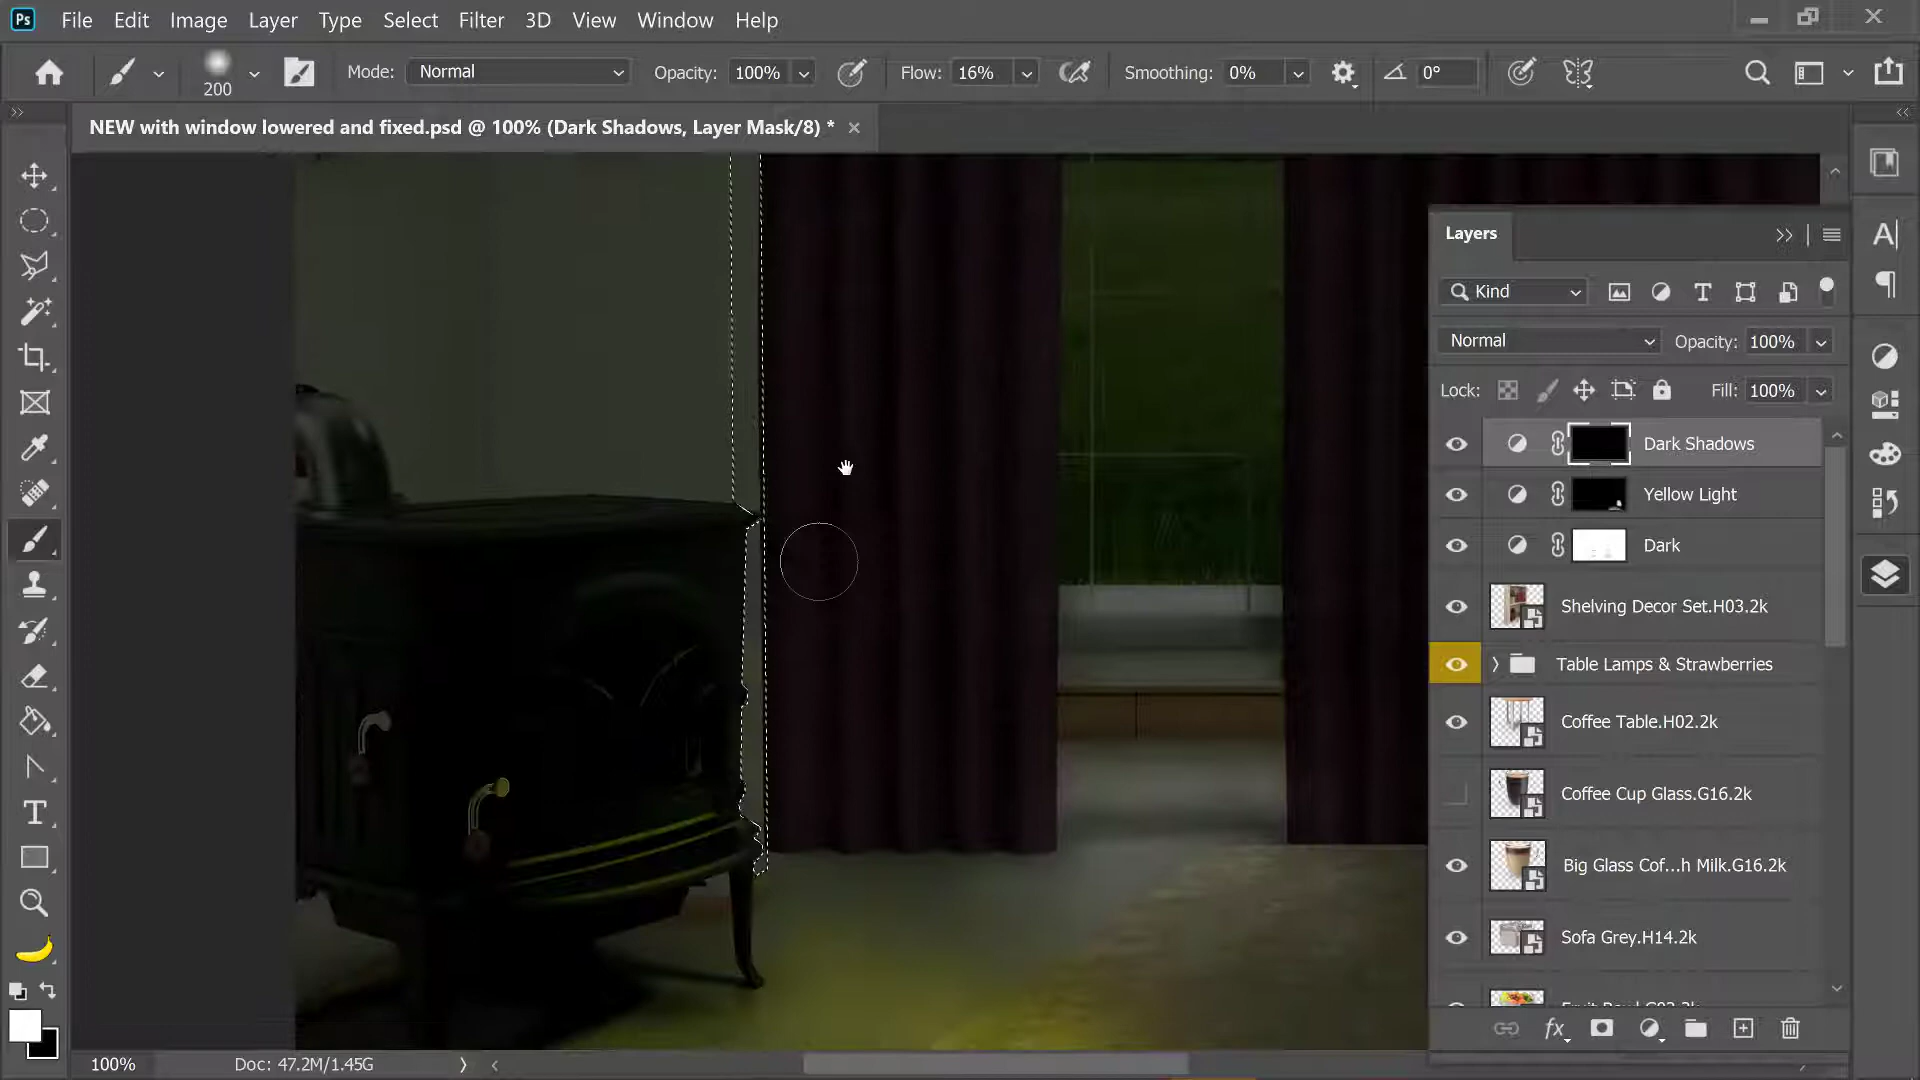 Ps File Edit Image Layer Type Select Filter 3D View Window Help
200 Mode: Normal Opacity: 100% Flow: 16% Smoothing: 0% 0°
NEW with window lowered and fixed.psd @ 100% (Dark Shadows, Layer Mask/8) *
Layers
Kind
Normal Opacity: 100%
Lock: Fill: 100%
Dark Shadows
Yellow Light
Dark
Shelving Decor Set.H03.2k
Table Lamps & Strawberries
Coffee Table.H02.2k
Coffee Cup Glass.G16.2k
Big Glass Cof...h Milk.G16.2k
Sofa Grey.H14.2k
fx
100% Doc: 47.2M/1.45G